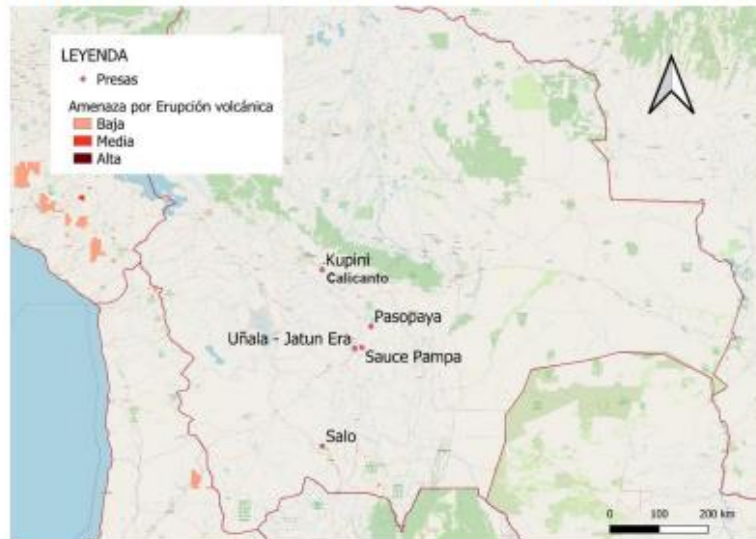 LEYENDA
Presas
Amenaza por Erupción volcánica
Baja
Media
Alta
Kupini
Calicanto
Pasopaya
Uñala - Jatun Era
Sauce Pampa
Salo
0 100 200 km